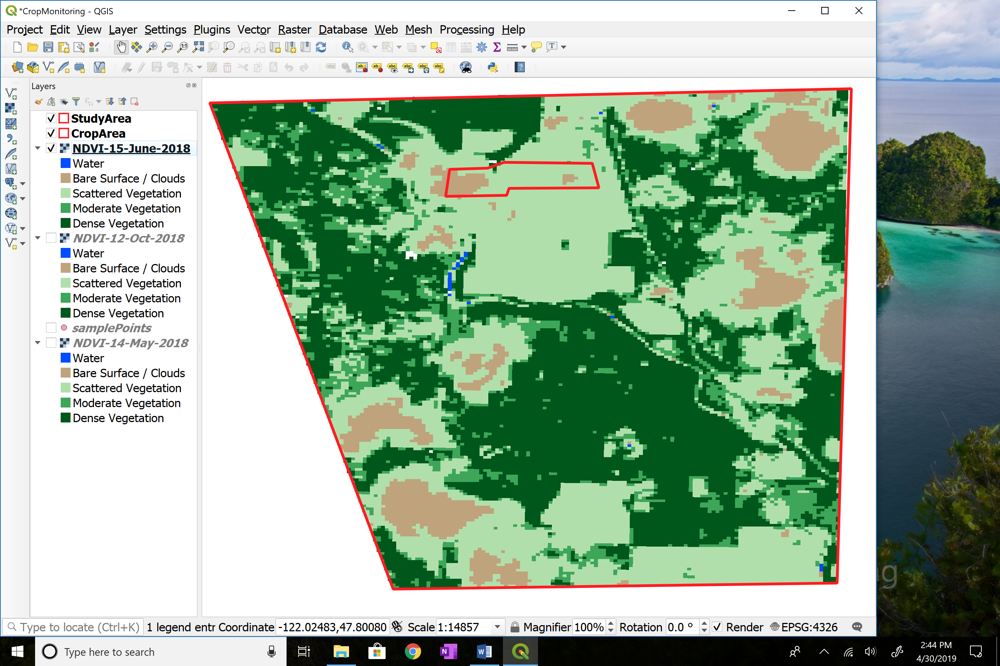 *CropMonitoring - QGIS
Project Edit View Layer Settings Plugins Vector Raster Database Web Mesh Processing Help
Layers
StudyArea
CropArea
NDVI-15-June-2018
Water
Bare Surface / Clouds
Scattered Vegetation
Moderate Vegetation
Dense Vegetation
NDVI-12-Oct-2018
Water
Bare Surface / Clouds
Scattered Vegetation
Moderate Vegetation
Dense Vegetation
samplePoints
NDVI-14-May-2018
Water
Bare Surface / Clouds
Scattered Vegetation
Moderate Vegetation
Dense Vegetation
Type to locate (Ctrl+K) 1 legend entr Coordinate -122.02483,47.80080 Scale 1:14857 Magnifier 100% Rotation 0.0 ° Render EPSG:4326
Type here to search
2:44 PM
4/30/2019